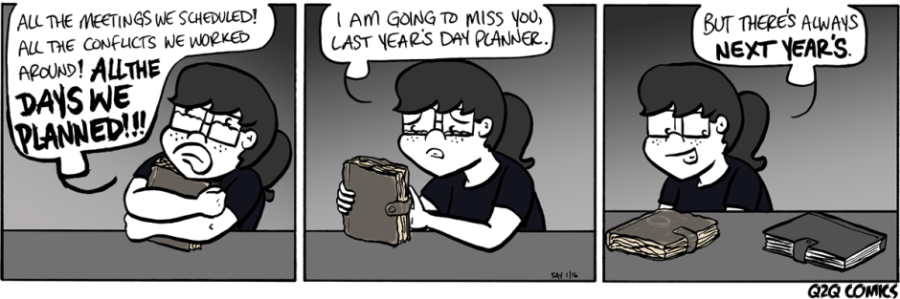 ALL THE MEETINGS WE SCHEDULED!
ALL THE CONFLICTS WE WORKED
AROUND! ALL THE
DAYS WE
PLANNED!!!
I AM GOING TO MISS YOU,
LAST YEAR'S DAY PLANNER.
BUT THERE'S ALWAYS
NEXT YEAR'S.
Q2Q COMICS